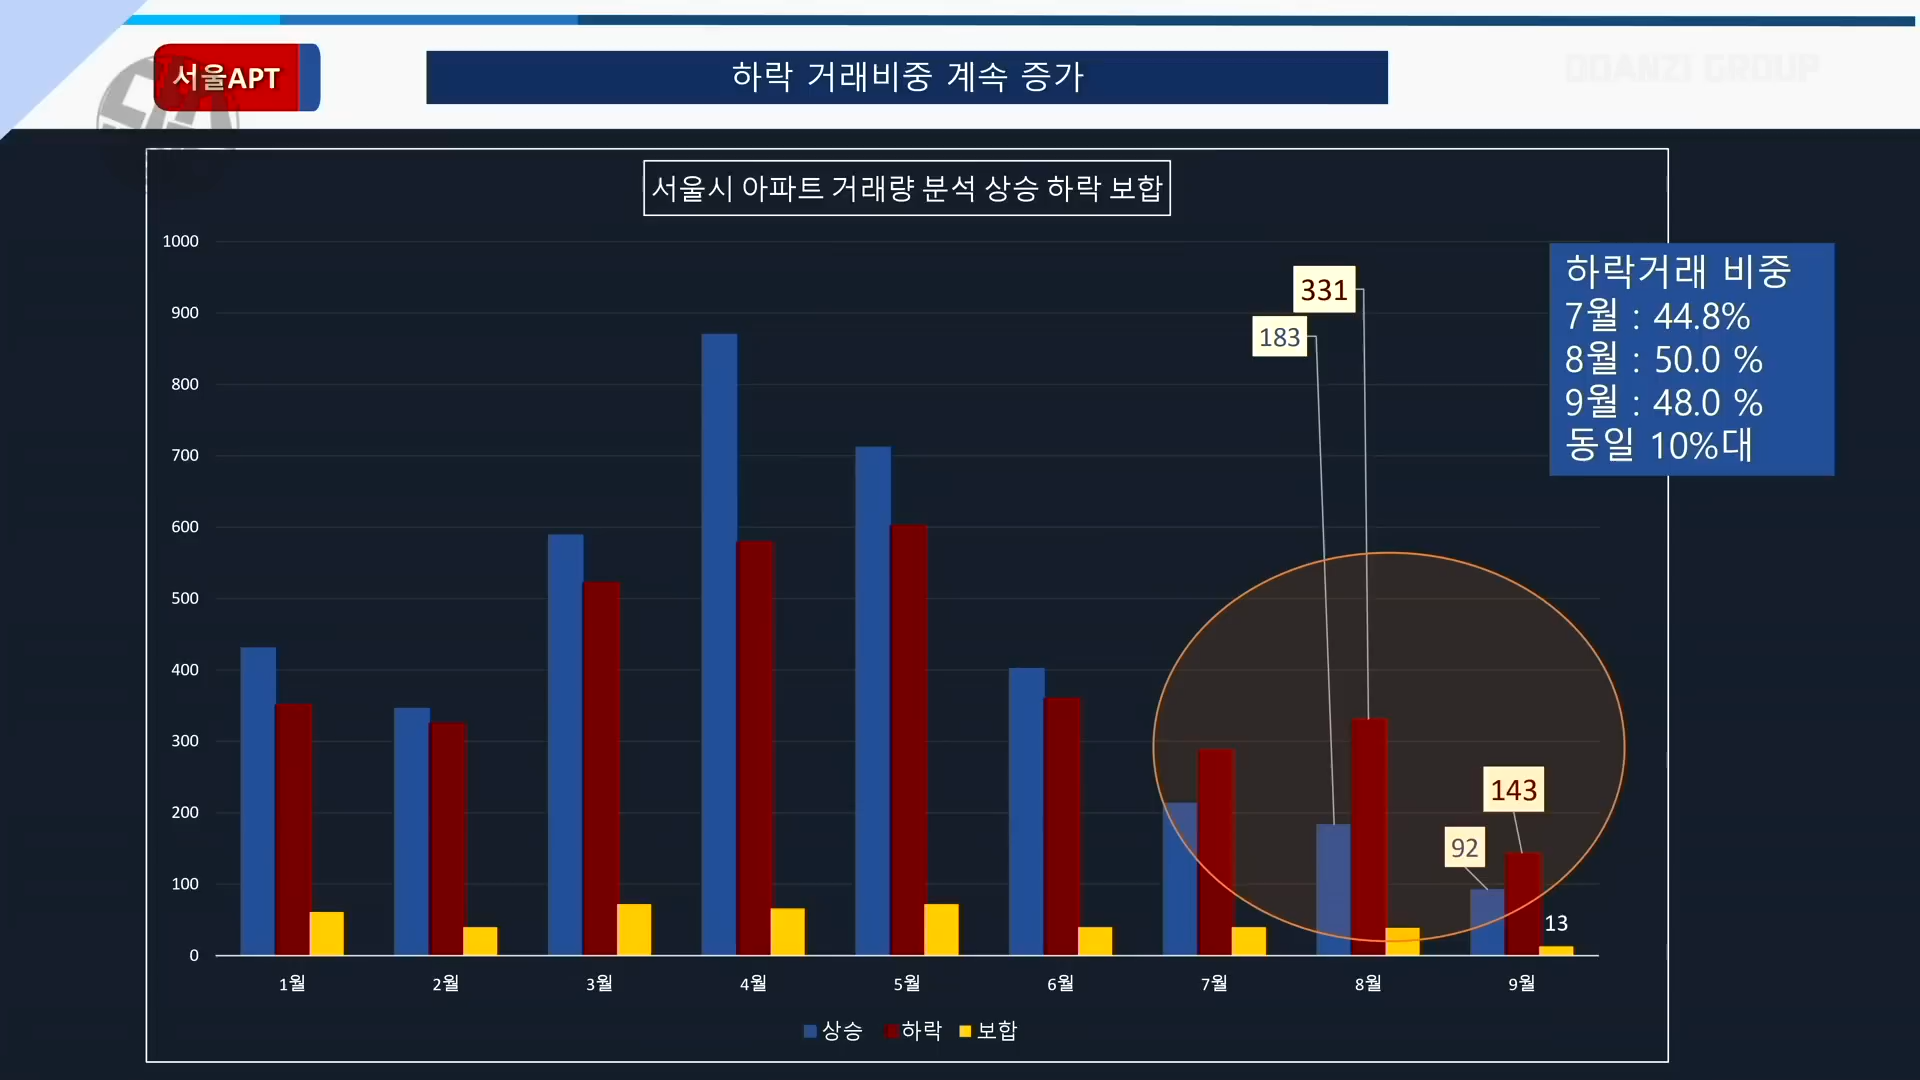 서울APT
하락 거래비중 계속 증가
DDANZI GROUP
서울시 아파트 거래량 분석 상승 하락 보합
1000
900
800
700
600
500
400
300
200
100
0
331
183
143
92
13
하락거래 비중
7월 : 44.8%
8월 : 50.0 %
9월 : 48.0 %
동일 10%대
1월 2월 3월 4월 5월 6월 7월 8월 9월
상승 하락 보합